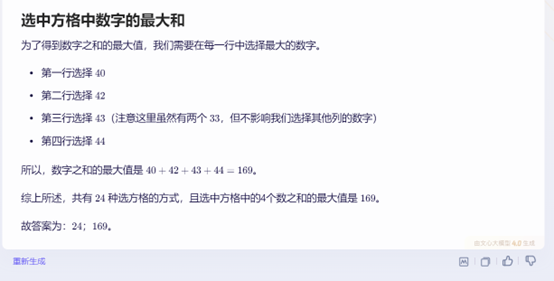 选中方格中数字的最大和
为了得到数字之和的最大值，我们需要在每一行中选择最大的数字。
• 第一行选择 40
• 第二行选择 42
• 第三行选择 43（注意这里虽然有两个 33，但不影响我们选择其他列的数字）
• 第四行选择 44
所以，数字之和的最大值是 40 + 42 + 43 + 44 = 169。
综上所述，共有 24 种选方格的方式，且选中方格中的4个数之和的最大值是 169。
故答案为：24；169。
由文心大模型 4.0 生成
重新生成